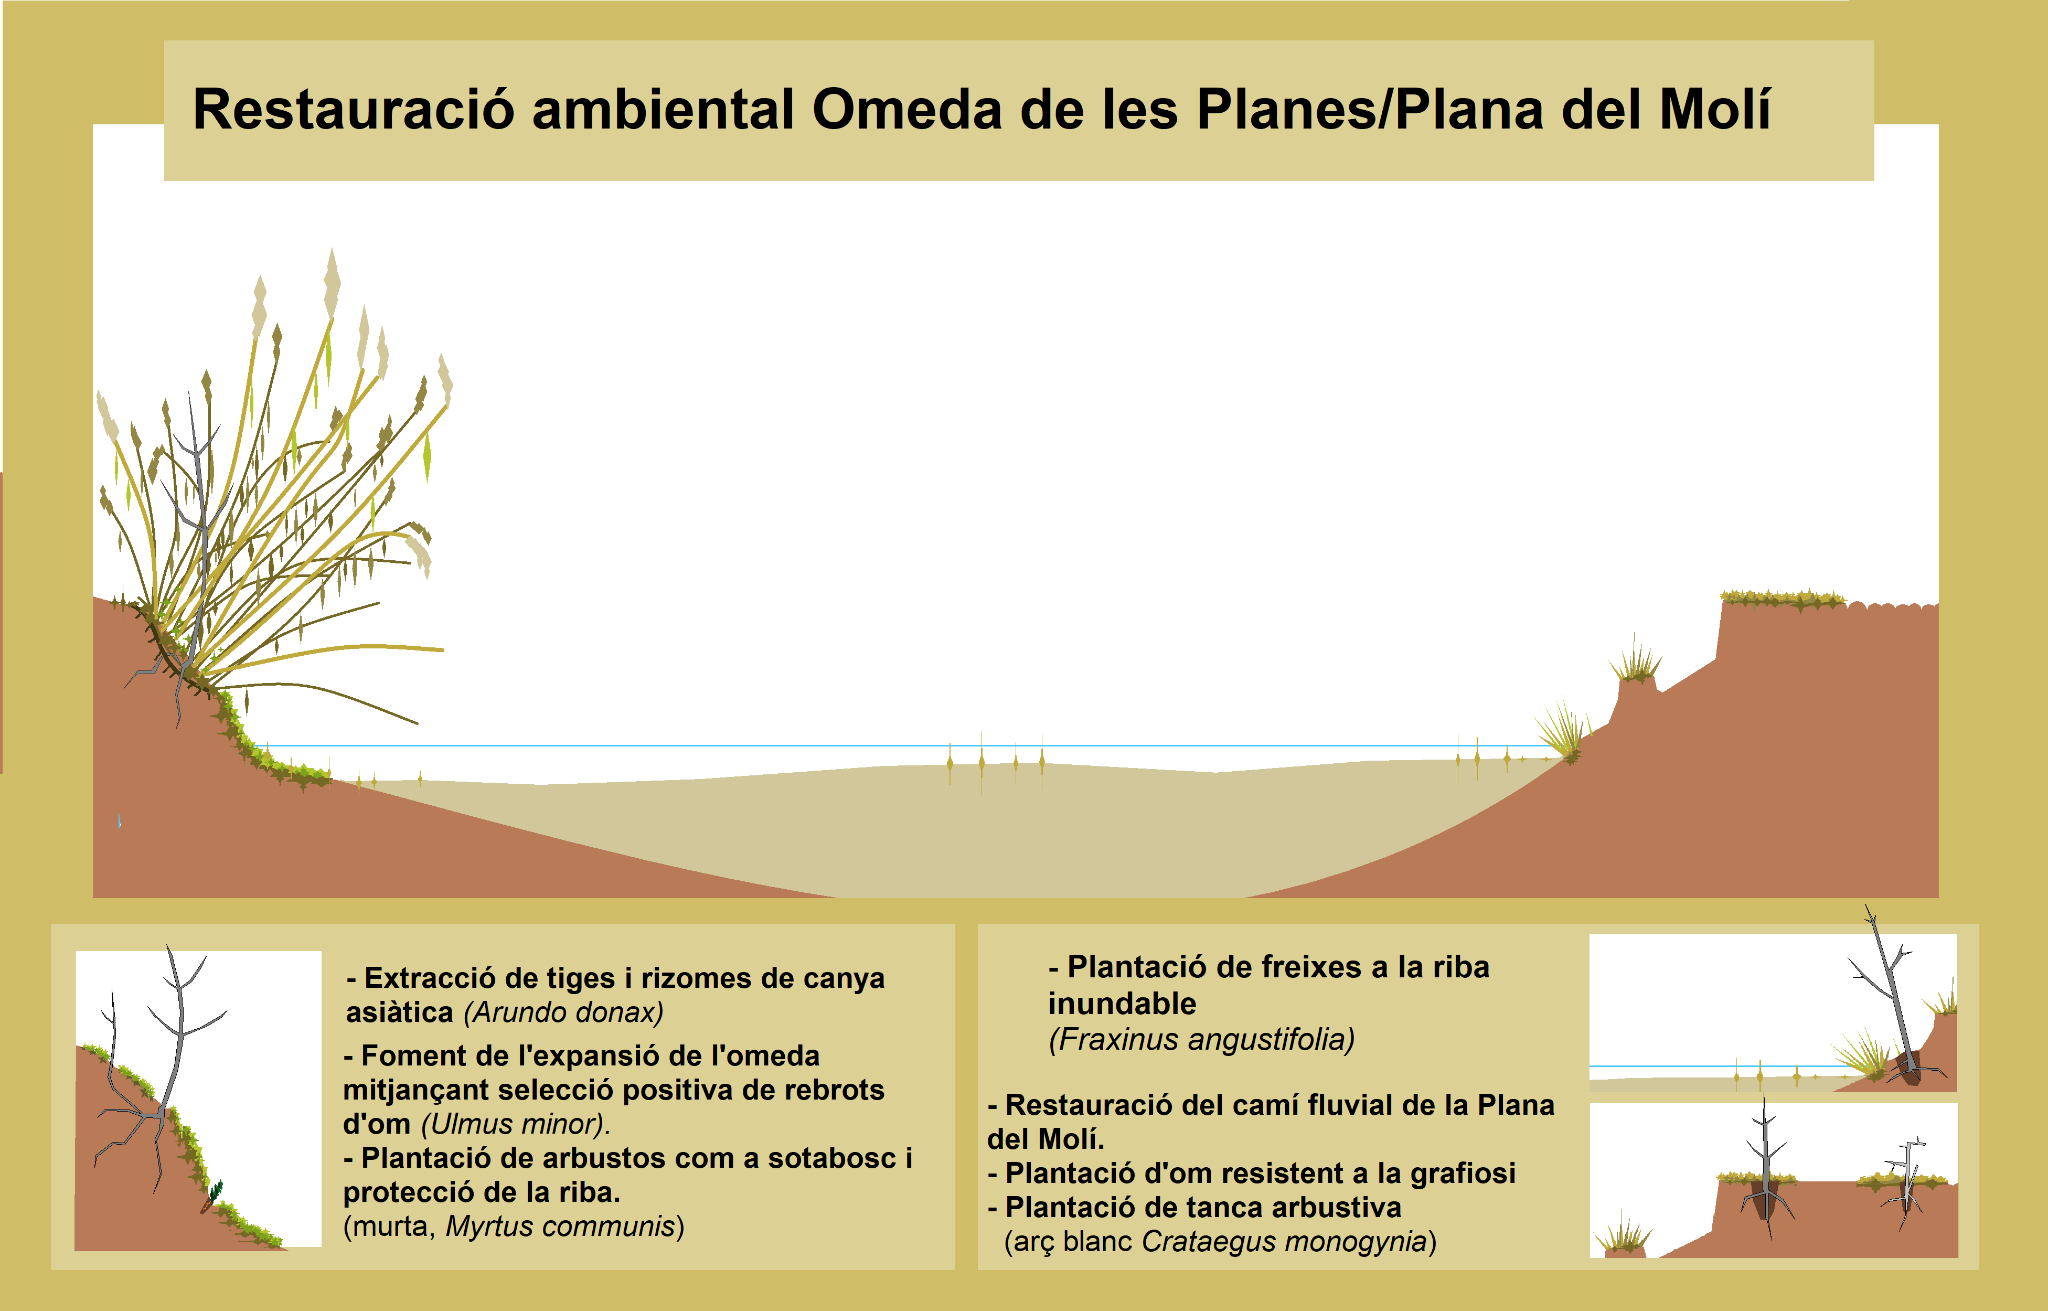 Restauració ambiental Omeda de les Planes/Plana del Molí
- Extracció de tiges i rizomes de canya
asiàtica (Arundo donax)
- Foment de l'expansió de l'omeda
mitjançant selecció positiva de rebrots
d'om (Ulmus minor).
- Plantació de arbustos com a sotabosc i
protecció de la riba.
(murta, Myrtus communis)
- Plantació de freixes a la riba
inundable
(Fraxinus angustifolia)
- Restauració del camí fluvial de la Plana
del Molí.
- Plantació d'om resistent a la grafiosi
- Plantació de tanca arbustiva
(arç blanc Crataegus monogynia)